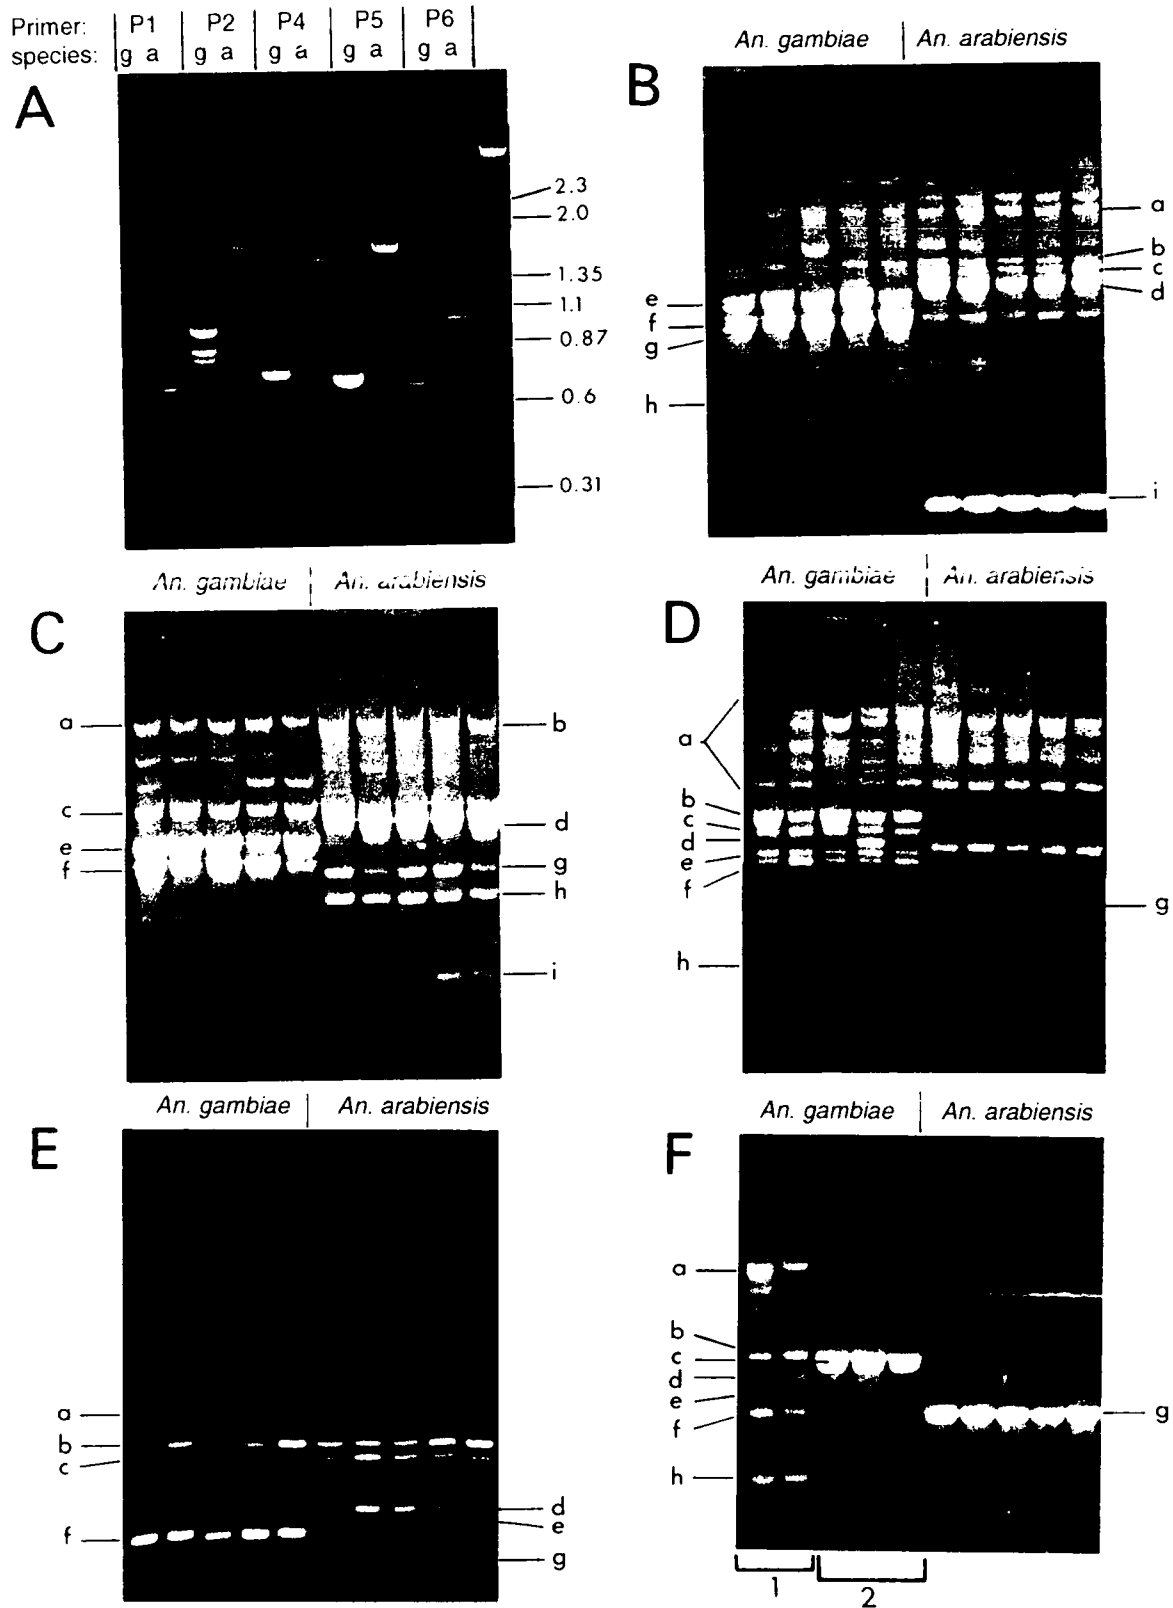 Primer: P1 P2 P4 P5 P6
species: g a g a g a g a g a
A
2.3
2.0
1.35
1.1
0.87
0.6
0.31
B
An. gambiae An. arabiensis
a
b
c
d
e
f
g
h
i
C
An. gambiae An. arabiensis
a
b
c
d
e
f
g
h
i
D
An. gambiae An. arabiensis
a
b
c
d
e
f
g
h
E
An. gambiae An. arabiensis
a
b
c
d
e
f
g
F
An. gambiae An. arabiensis
a
b
c
d
e
f
g
h
1 2